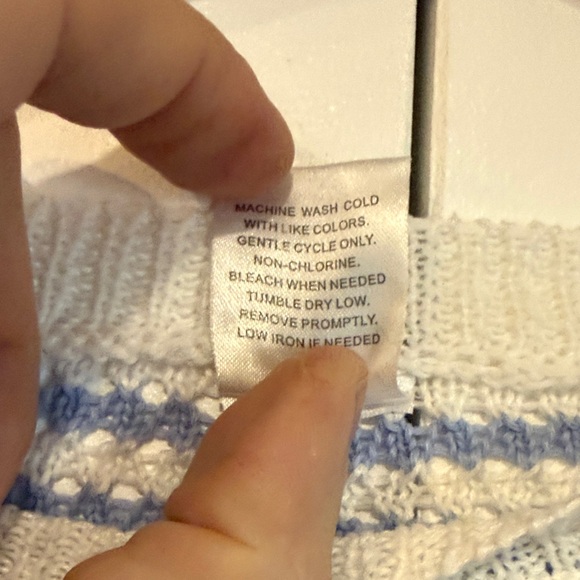 MACHINE WASH COLD
WITH LIKE COLORS.
GENTLE CYCLE ONLY.
NON-CHLORINE.
BLEACH WHEN NEEDED
TUMBLE DRY LOW.
REMOVE PROMPTLY.
LOW IRON IF NEEDED